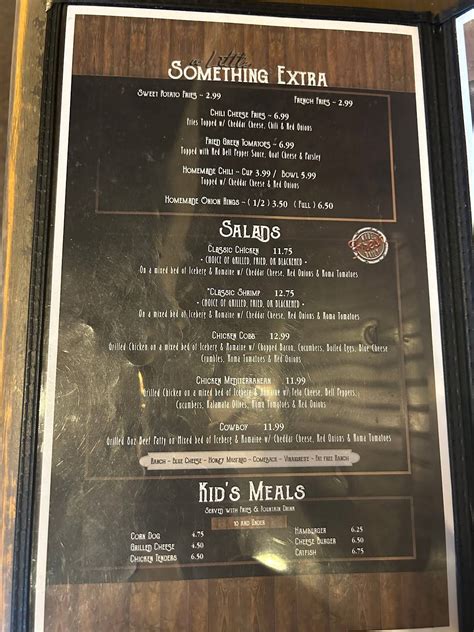 a Little
Something Extra
Sweet Potato Fries - 2.99
French Fries - 2.99
Chili Cheese Fries - 6.99
Fries Topped w/ Cheddar Cheese, Chili & Red Onions
Fried Green Tomatoes - 6.99
Topped with Red Bell Pepper Sauce, Goat Cheese & Parsley
Homemade Chili - Cup 3.99 / Bowl 5.99
Topped w/ Cheddar Cheese & Red Onions
Homemade Onion Rings - ( 1/2 ) 3.50 ( Full ) 6.50
Salads
Classic Chicken 11.75
- Choice of Grilled, Fried, or Blackened -
On a mixed bed of Iceberg & Romaine w/ Cheddar Cheese, Red Onions & Roma Tomatoes
*Classic Shrimp 12.75
- Choice of Grilled, Fried, or Blackened -
On a mixed bed of Iceberg & Romaine w/ Cheddar Cheese, Red Onions & Roma Tomatoes
Chicken Cobb 12.99
Grilled Chicken on a mixed bed of Iceberg & Romaine w/ Chopped Bacon, Cucumbers, Boiled Eggs, Blue Cheese
Crumbles, Roma Tomatoes & Red Onions
Chicken Mediterranean 13.99
Grilled Chicken on a mixed bed of Iceberg & Romaine w/ Feta Cheese, Bell Peppers,
Cucumbers, Kalamata Olives, Roma Tomatoes & Red Onions
Cowboy 11.99
Grilled 8oz Beef Patty on Mixed bed of Iceberg & Romaine w/ Cheddar Cheese, Red Onions & Roma Tomatoes
Ranch - Blue Cheese - Honey Mustard - Comeback - Vinaigrette - Fat Free Ranch
Kid's Meals
Served with Fries & Fountain Drink
10 and Under
Corn Dog 4.75
Grilled Cheese 4.50
Chicken Tenders 6.50
Hamburger 6.25
Cheese Burger 6.50
Catfish 6.75